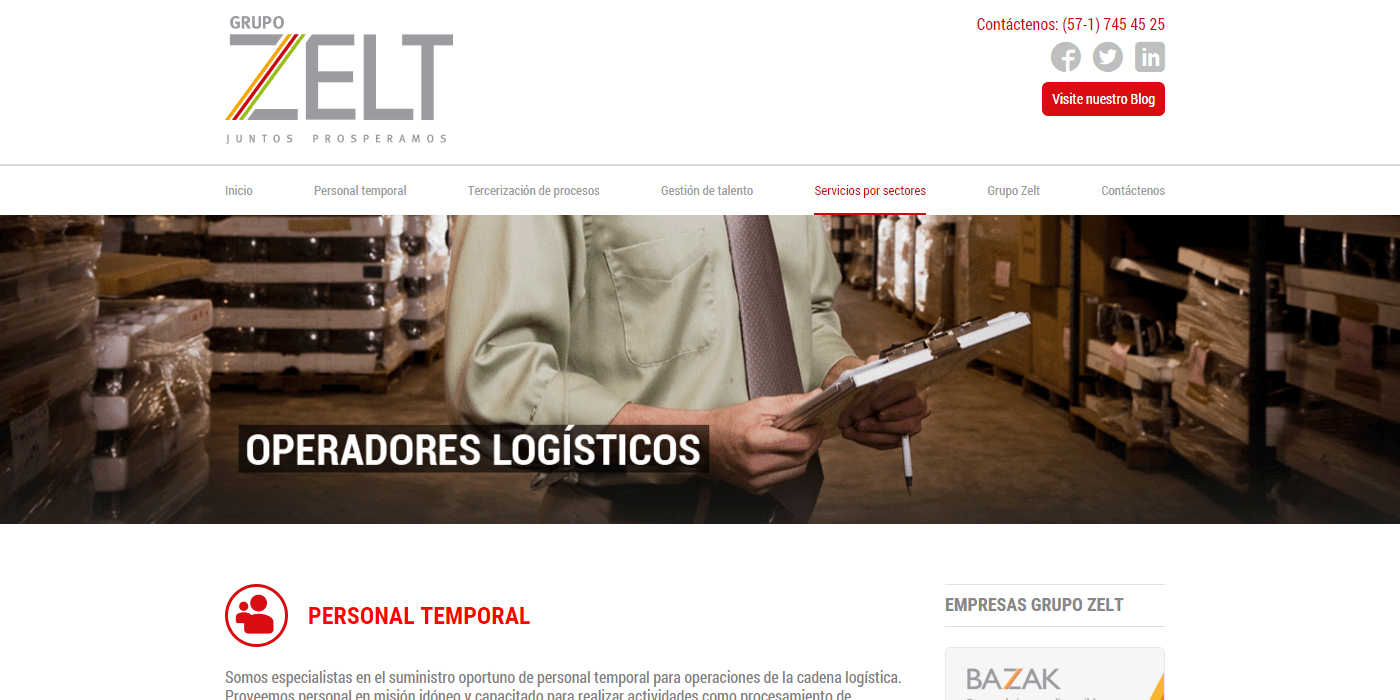 GRUPO
ZELT
JUNTOS PROSPERAMOS
Contáctenos: (57-1) 745 45 25
Visite nuestro Blog
Inicio
Personal temporal
Tercerización de procesos
Gestión de talento
Servicios por sectores
Grupo Zelt
Contáctenos
OPERADORES LOGÍSTICOS
PERSONAL TEMPORAL
Somos especialistas en el suministro oportuno de personal temporal para operaciones de la cadena logística.
Proveemos personal en misión idóneo y capacitado para realizar actividades como procesamiento de
EMPRESAS GRUPO ZELT
BAZAK